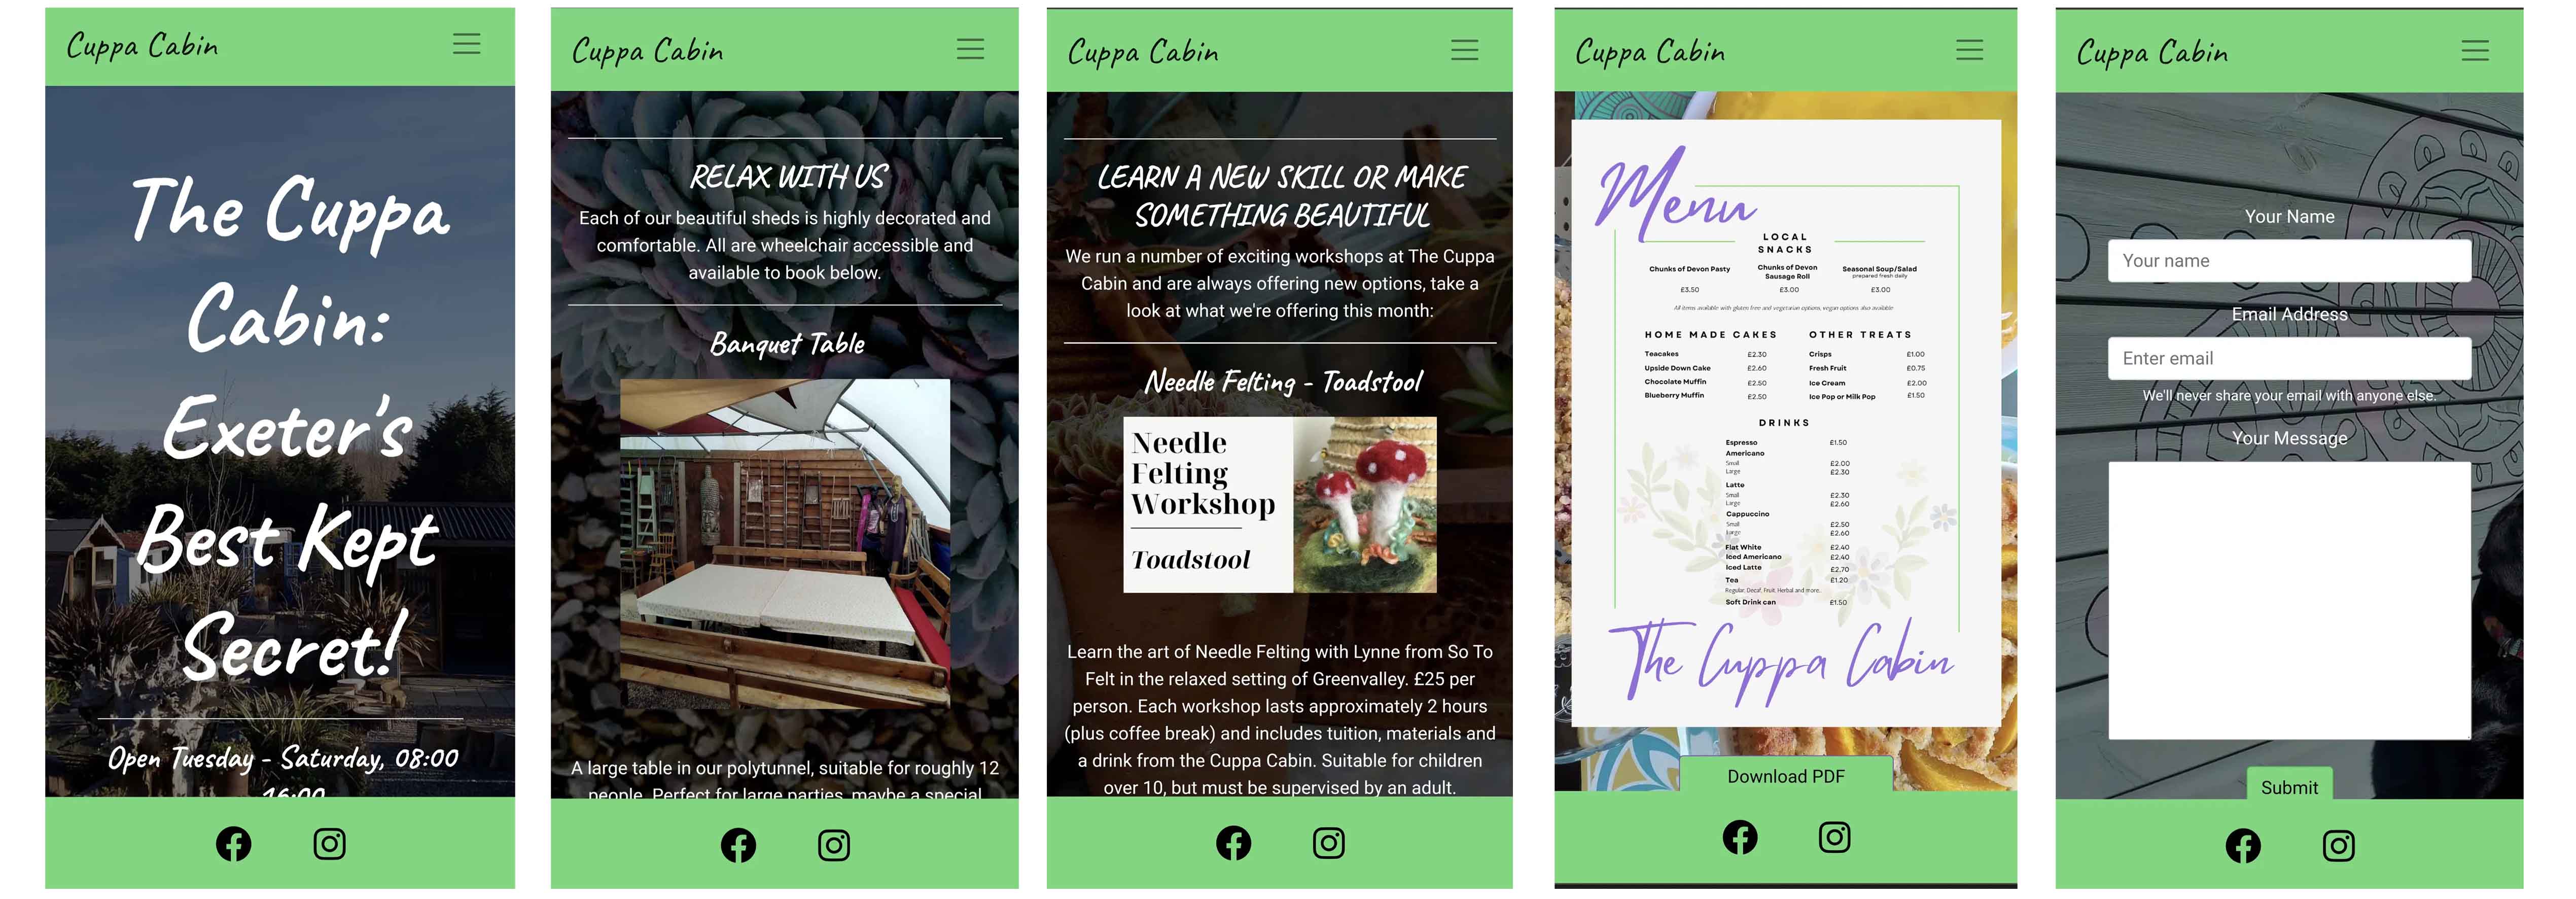 Cuppa Cabin
The Cuppa
Cabin:
Exeter's
Best Kept
Secret!
Open Tuesday - Saturday, 08:00
16:00
Cuppa Cabin
RELAX WITH US
Each of our beautiful sheds is highly decorated and
comfortable. All are wheelchair accessible and
available to book below.
Banquet Table
A large table in our polytunnel, suitable for roughly 12
people. Perfect for large parties, maybe a special
Cuppa Cabin
LEARN A NEW SKILL OR MAKE
SOMETHING BEAUTIFUL
We run a number of exciting workshops at The Cuppa
Cabin and are always offering new options, take a
look at what we're offering this month:
Needle Felting - Toadstool
Needle
Felting
Workshop
Toadstool
Learn the art of Needle Felting with Lynne from So To
Felt in the relaxed setting of Greenvalley. £25 per
person. Each workshop lasts approximately 2 hours
(plus coffee break) and includes tuition, materials and
a drink from the Cuppa Cabin. Suitable for children
over 10, but must be supervised by an adult.
Cuppa Cabin
Menu
LOCAL
SNACKS
Chunks of Devon Pasty
£3.50
Chunks of Devon
Sausage Roll
£3.00
Seasonal Soup/Salad
prepared fresh daily
£3.00
All items available with gluten free and vegetarian options, vegan options also available
HOME MADE CAKES
Teacakes £2.30
Upside Down Cake £2.60
Chocolate Muffin £2.50
Blueberry Muffin £2.50
OTHER TREATS
Crisps £1.00
Fresh Fruit £0.75
Ice Cream £2.00
Ice Pop or Milk Pop £1.50
DRINKS
Espresso £1.50
Americano
Small £2.00
Large £2.30
Latte
Small £2.30
Large £2.60
Cappuccino
Small £2.50
Large £2.60
Flat White £2.40
Iced Americano £2.40
Iced Latte £2.70
Tea £1.20
Regular, Decaf, Fruit, Herbal and more.
Soft Drink can £1.50
The Cuppa Cabin
Download PDF
Cuppa Cabin
Your Name
Your name
Email Address
Enter email
We'll never share your email with anyone else.
Your Message
Submit